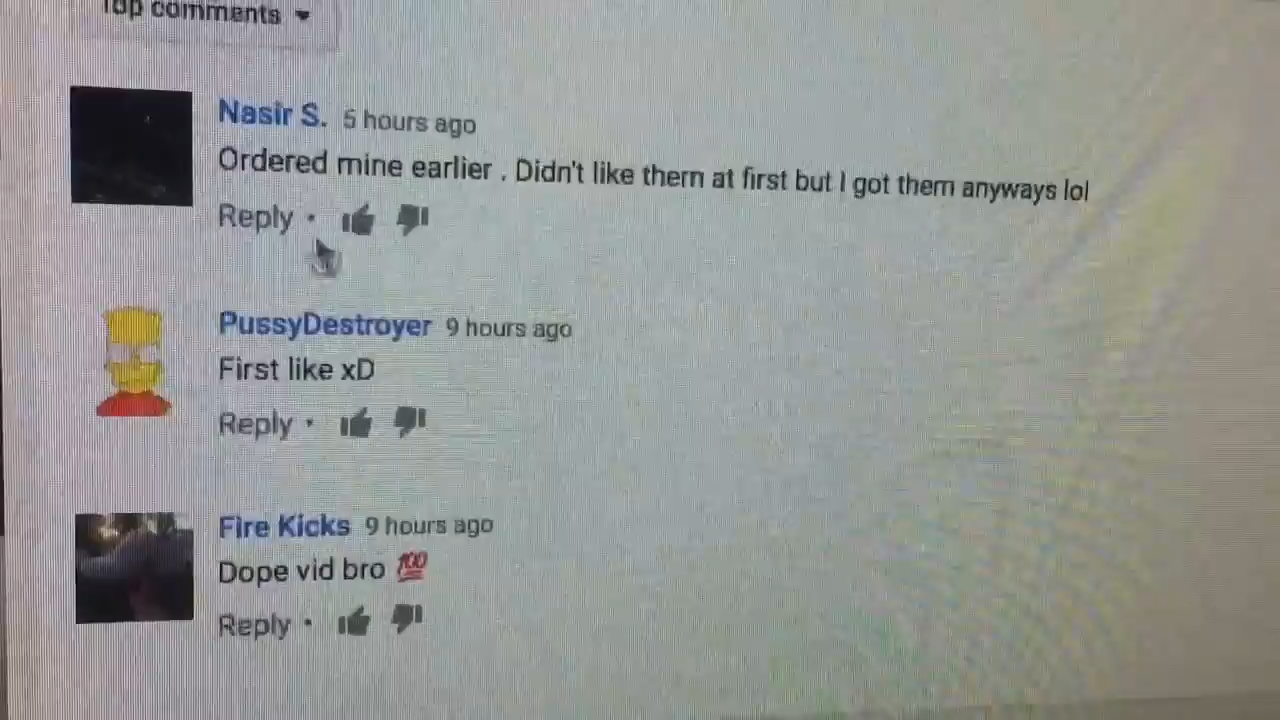 Top comments
Nasir S. 5 hours ago
Ordered mine earlier . Didn't like them at first but I got them anyways lol
Reply •
PussyDestroyer 9 hours ago
First like xD
Reply •
Fire Kicks 9 hours ago
Dope vid bro 💯
Reply •